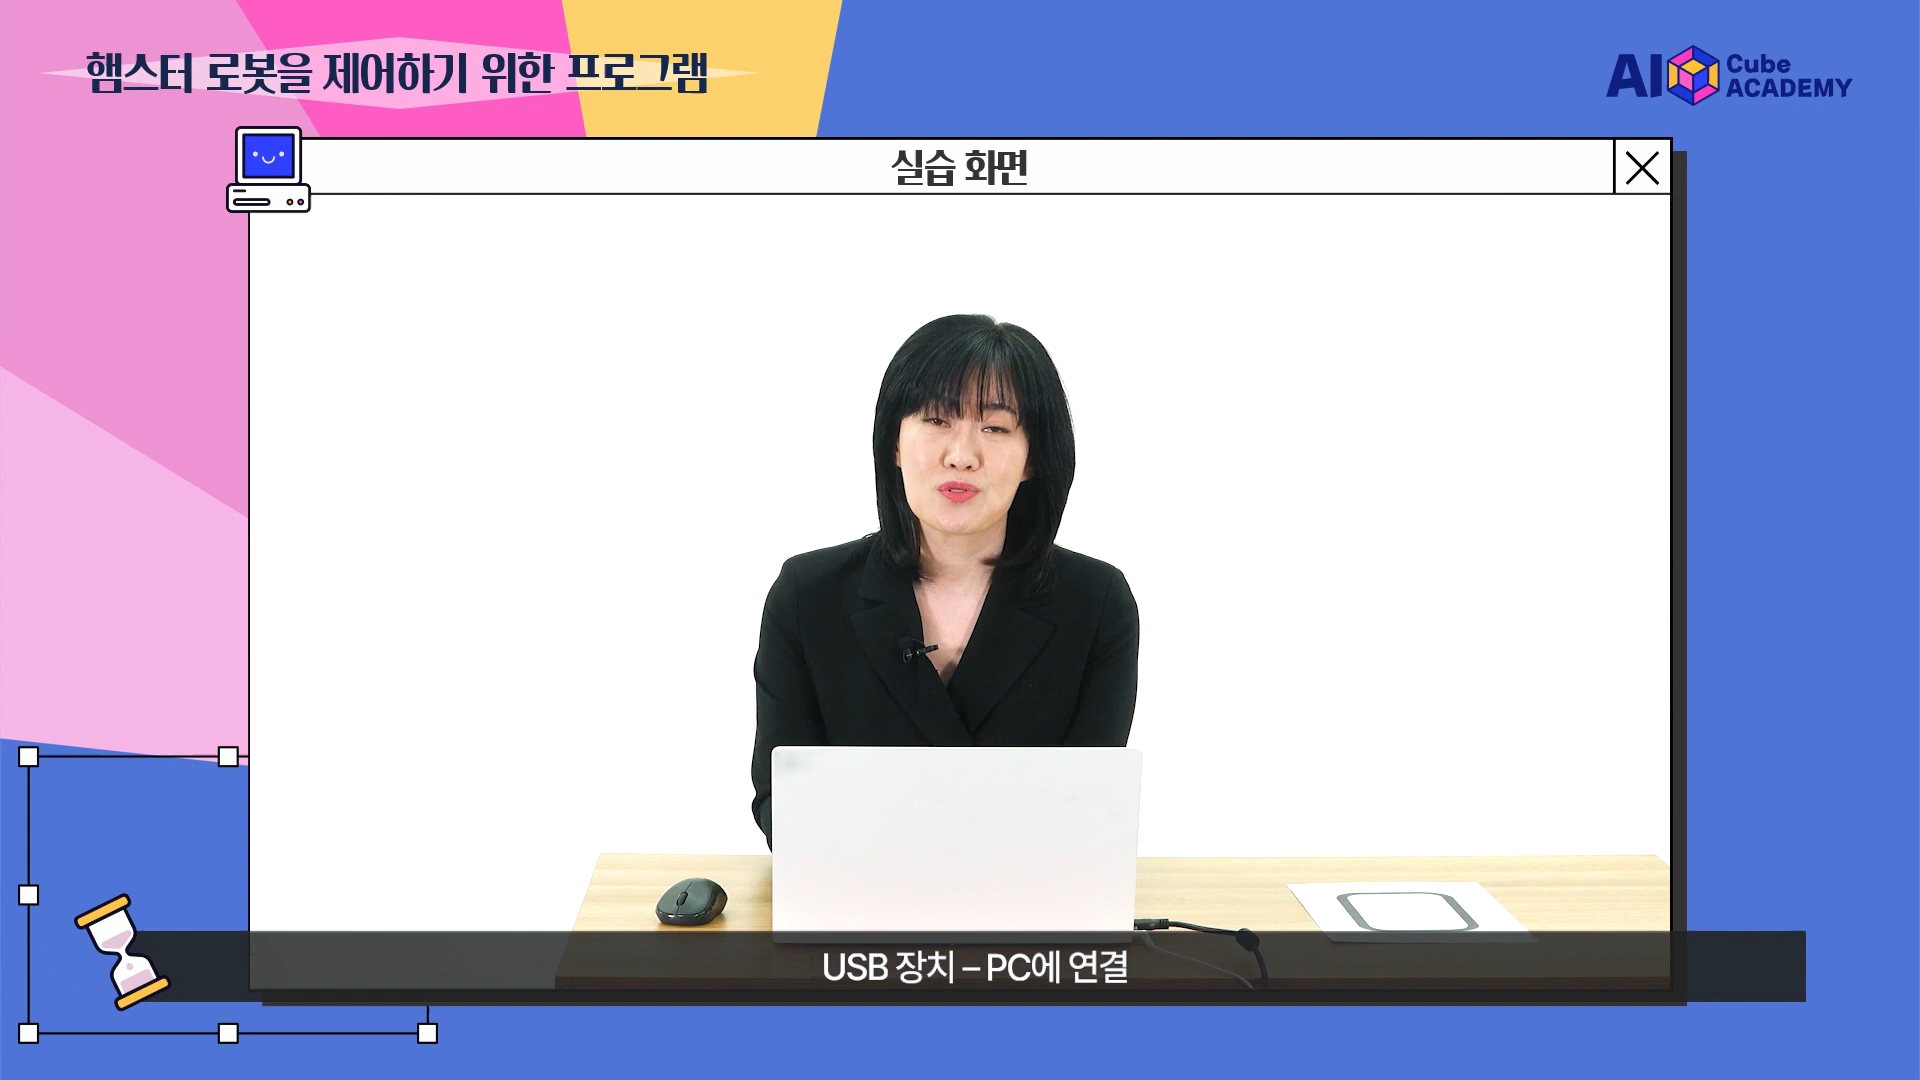 햄스터 로봇을 제어하기 위한 프로그램
AI Cube
ACADEMY
실습 화면
USB 장치 – PC에 연결